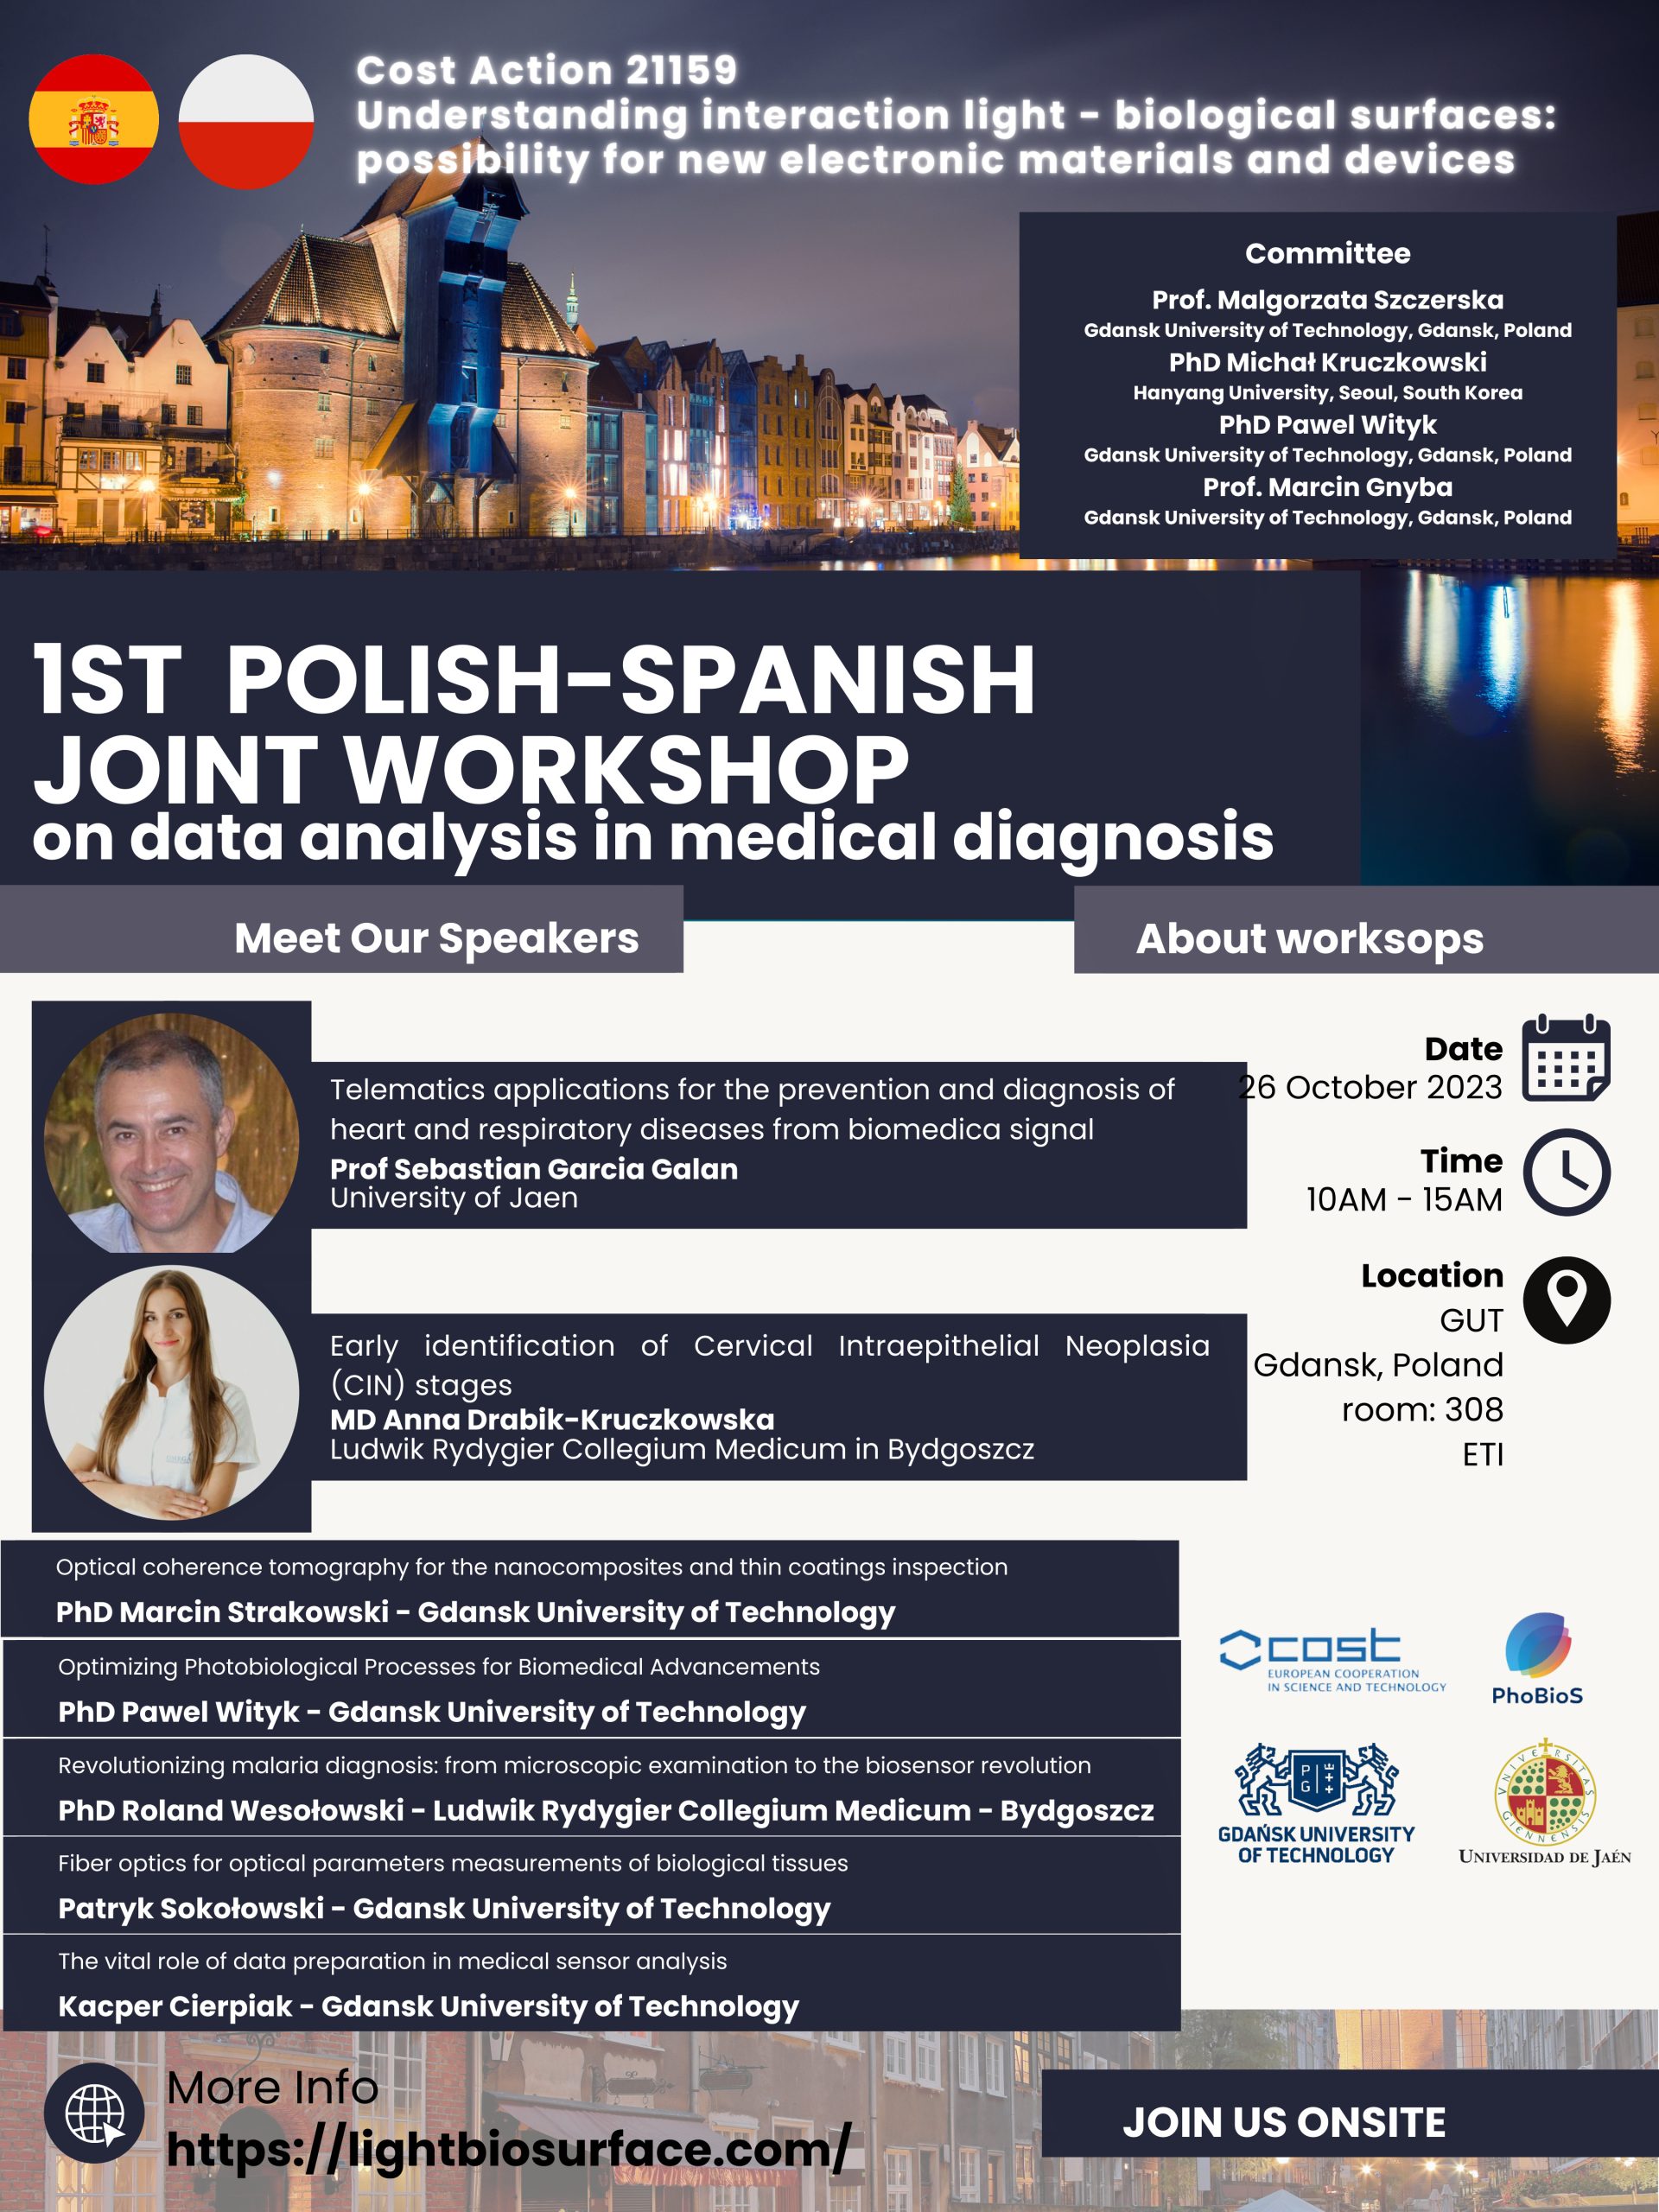 Cost Action 21159
Understanding interaction light - biological surfaces:
possibility for new electronic materials and devices
Committee
Prof. Malgorzata Szczerska
Gdansk University of Technology, Gdansk, Poland
PhD Michał Kruczkowski
Hanyang University, Seoul, South Korea
PhD Pawel Wityk
Gdansk University of Technology, Gdansk, Poland
Prof. Marcin Gnyba
Gdansk University of Technology, Gdansk, Poland
1ST POLISH-SPANISH
JOINT WORKSHOP
on data analysis in medical diagnosis
Meet Our Speakers
Telematics applications for the prevention and diagnosis of
heart and respiratory diseases from biomedica signal
Prof Sebastian Garcia Galan
University of Jaen
Early identification of Cervical Intraepithelial Neoplasia
(CIN) stages
MD Anna Drabik-Kruczkowska
Ludwik Rydygier Collegium Medicum in Bydgoszcz
Optical coherence tomography for the nanocomposites and thin coatings inspection
PhD Marcin Strakowski - Gdansk University of Technology
Optimizing Photobiological Processes for Biomedical Advancements
PhD Pawel Wityk - Gdansk University of Technology
Revolutionizing malaria diagnosis: from microscopic examination to the biosensor revolution
PhD Roland Wesołowski - Ludwik Rydygier Collegium Medicum - Bydgoszcz
Fiber optics for optical parameters measurements of biological tissues
Patryk Sokołowski - Gdansk University of Technology
The vital role of data preparation in medical sensor analysis
Kacper Cierpiak - Gdansk University of Technology
About worksops
Date
26 October 2023
Time
10AM - 15AM
Location
GUT
Gdansk, Poland
room: 308
ETI
cost
EUROPEAN COOPERATION
IN SCIENCE AND TECHNOLOGY
PhoBioS
P G
GDAŃSK UNIVERSITY
OF TECHNOLOGY
UNIVERSITAS
GIENNENSIS
UNIVERSIDAD DE JAÉN
More Info
https://lightbiosurface.com/
JOIN US ONSITE